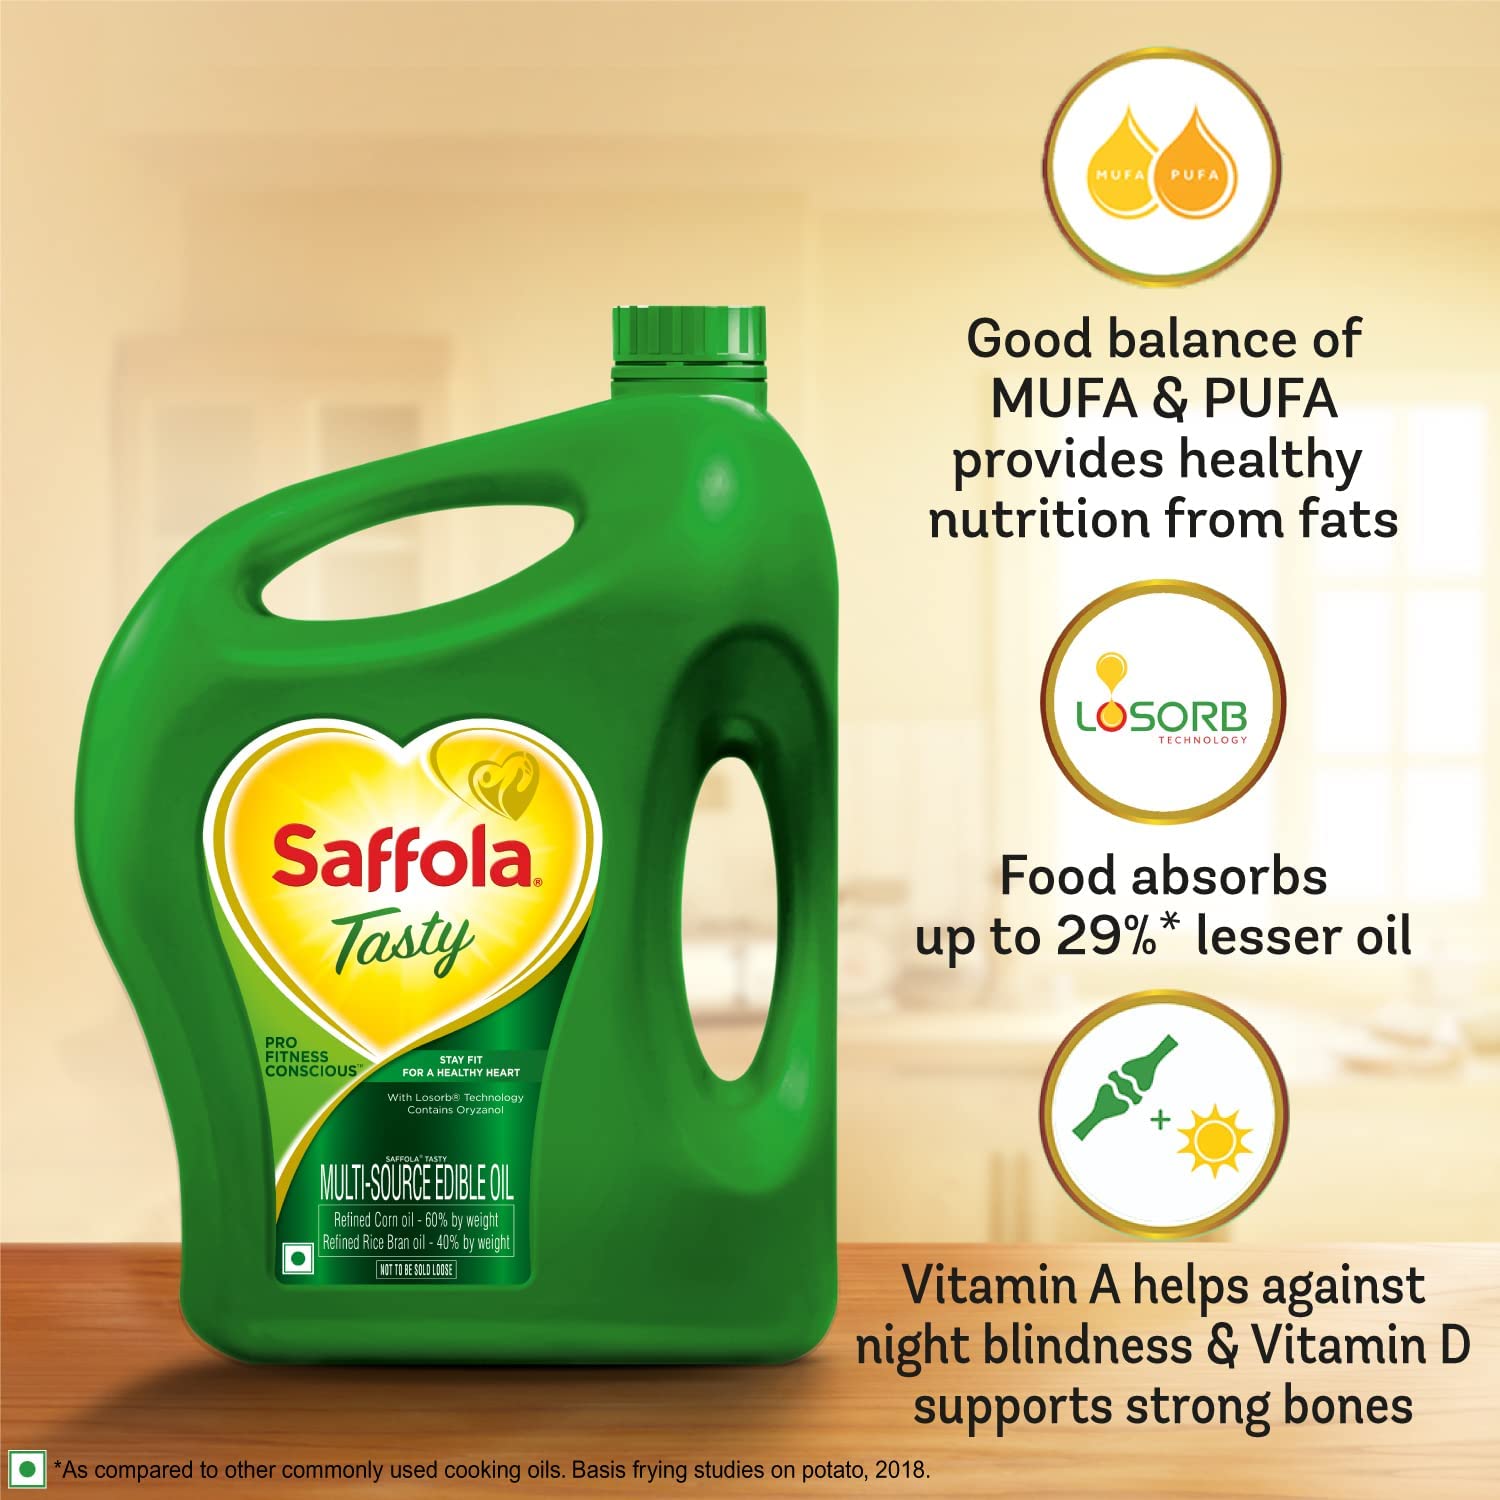 MUFA PUFA
Good balance of
MUFA & PUFA
provides healthy
nutrition from fats
LOSORB
TECHNOLOGY
Food absorbs
up to 29%* lesser oil
Vitamin A helps against
night blindness & Vitamin D
supports strong bones
Saffola®
Tasty
PRO
FITNESS
CONSCIOUS™
STAY FIT
FOR A HEALTHY HEART
With Losorb® Technology
Contains Oryzanol
SAFFOLA® TASTY
MULTI-SOURCE EDIBLE OIL
Refined Corn oil - 60% by weight
Refined Rice Bran oil - 40% by weight
NOT TO BE SOLD LOOSE
*As compared to other commonly used cooking oils. Basis frying studies on potato, 2018.